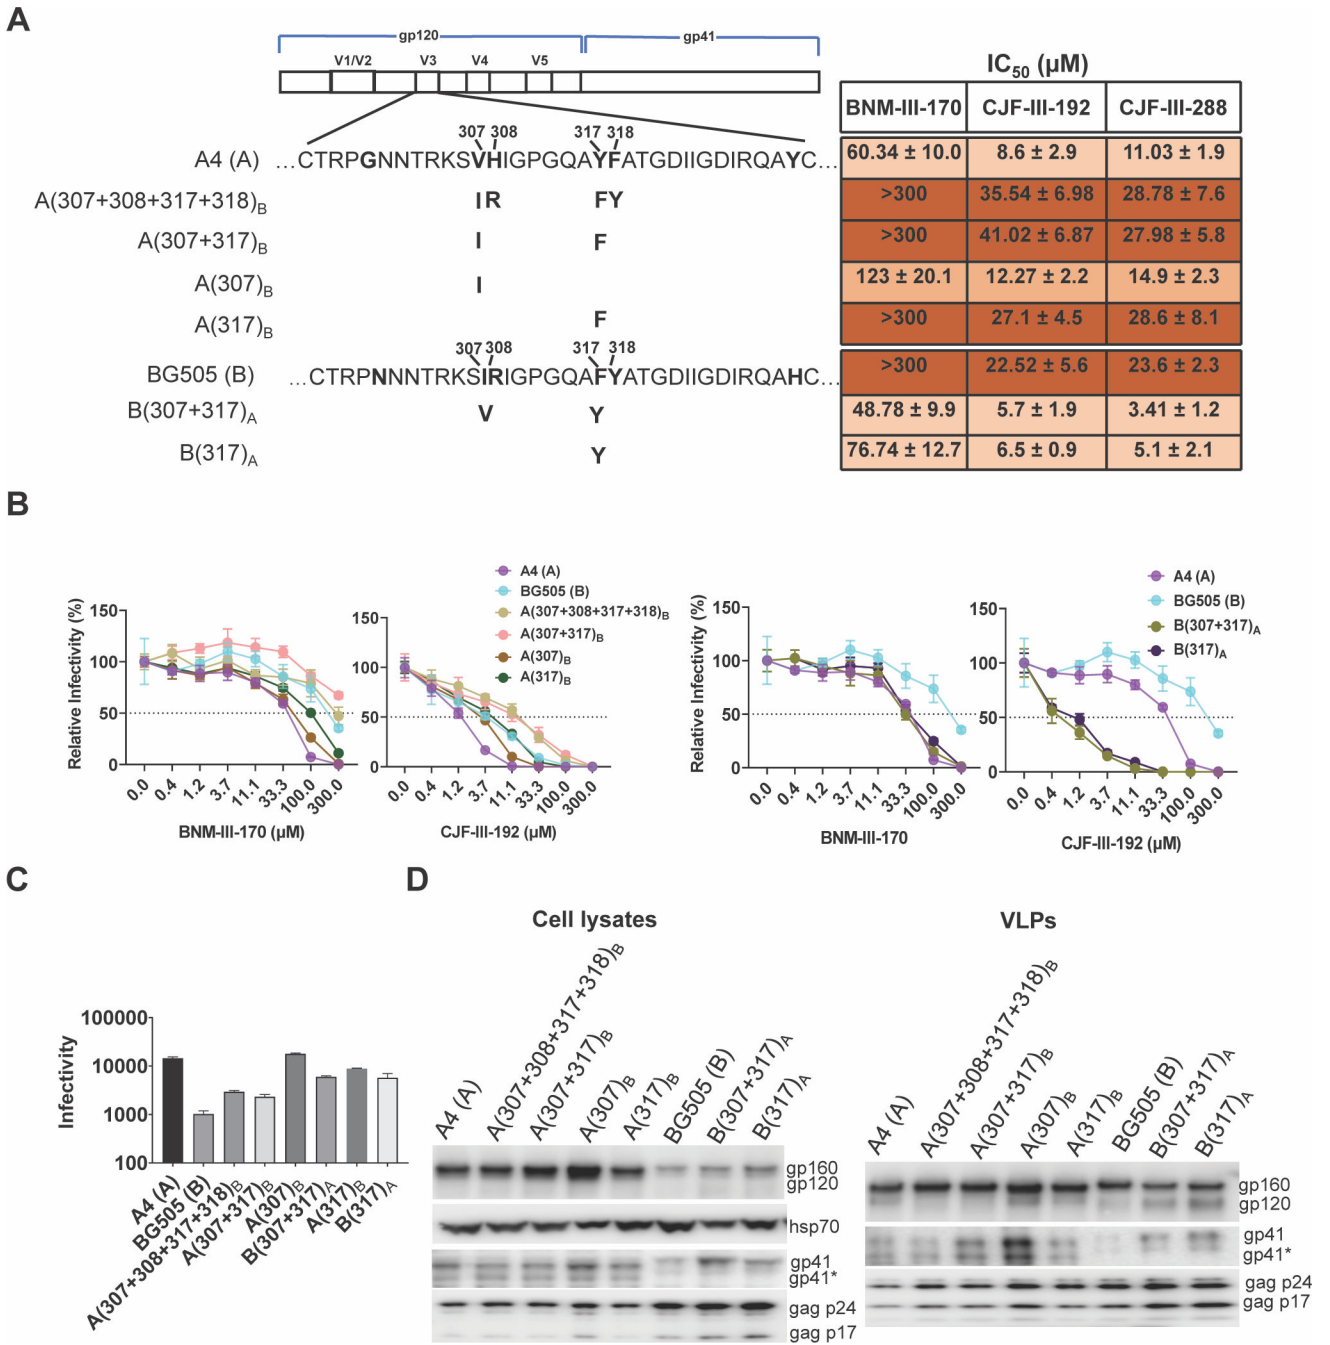 A
gp120 gp41
V1/V2 V3 V4 V5
IC50 (µM)
BNM-III-170 CJF-III-192 CJF-III-288
307 308 317 318
A4 (A) ...CTRPGNNTRKSVHIGPGQAYFATGDIIGDIRQAYC... 60.34 ± 10.0 8.6 ± 2.9 11.03 ± 1.9
A(307+308+317+318)B I R FY >300 35.54 ± 6.98 28.78 ± 7.6
A(307+317)B I F >300 41.02 ± 6.87 27.98 ± 5.8
A(307)B I 123 ± 20.1 12.27 ± 2.2 14.9 ± 2.3
A(317)B F >300 27.1 ± 4.5 28.6 ± 8.1
307 308 317 318
BG505 (B) ...CTRPNNNTRKSIRIGPGQAFYATGDIIGDIRQAHC... >300 22.52 ± 5.6 23.6 ± 2.3
B(307+317)A V Y 48.78 ± 9.9 5.7 ± 1.9 3.41 ± 1.2
B(317)A Y 76.74 ± 12.7 6.5 ± 0.9 5.1 ± 2.1
B
Relative Infectivity (%)
150
100
50
0
0.0 0.4 1.2 3.7 11.1 33.3 100.0 300.0
BNM-III-170 (µM)
150
100
50
0
0.0 0.4 1.2 3.7 11.1 33.3 100.0 300.0
CJF-III-192 (µM)
A4 (A)
BG505 (B)
A(307+308+317+318)B
A(307+317)B
A(307)B
A(317)B
Relative Infectivity (%)
150
100
50
0
0.0 0.4 1.2 3.7 11.1 33.3 100.0 300.0
BNM-III-170
150
100
50
0
0.0 0.4 1.2 3.7 11.1 33.3 100.0 300.0
CJF-III-192 (µM)
A4 (A)
BG505 (B)
B(307+317)A
B(317)A
C
Infectivity
100000
10000
1000
100
A4 (A)
BG505 (B)
A(307+308+317+318)B
A(307+317)B
A(307)B
B(307+317)A
A(317)B
B(317)A
D
Cell lysates
A4 (A)
A(307+308+317+318)B
A(307+317)B
A(307)B
A(317)B
BG505 (B)
B(307+317)A
B(317)A
gp160
gp120
hsp70
gp41
gp41*
gag p24
gag p17
VLPs
A4 (A)
A(307+308+317+318)B
A(307+317)B
A(307)B
A(317)B
BG505 (B)
B(307+317)A
B(317)A
gp160
gp120
gp41
gp41*
gag p24
gag p17